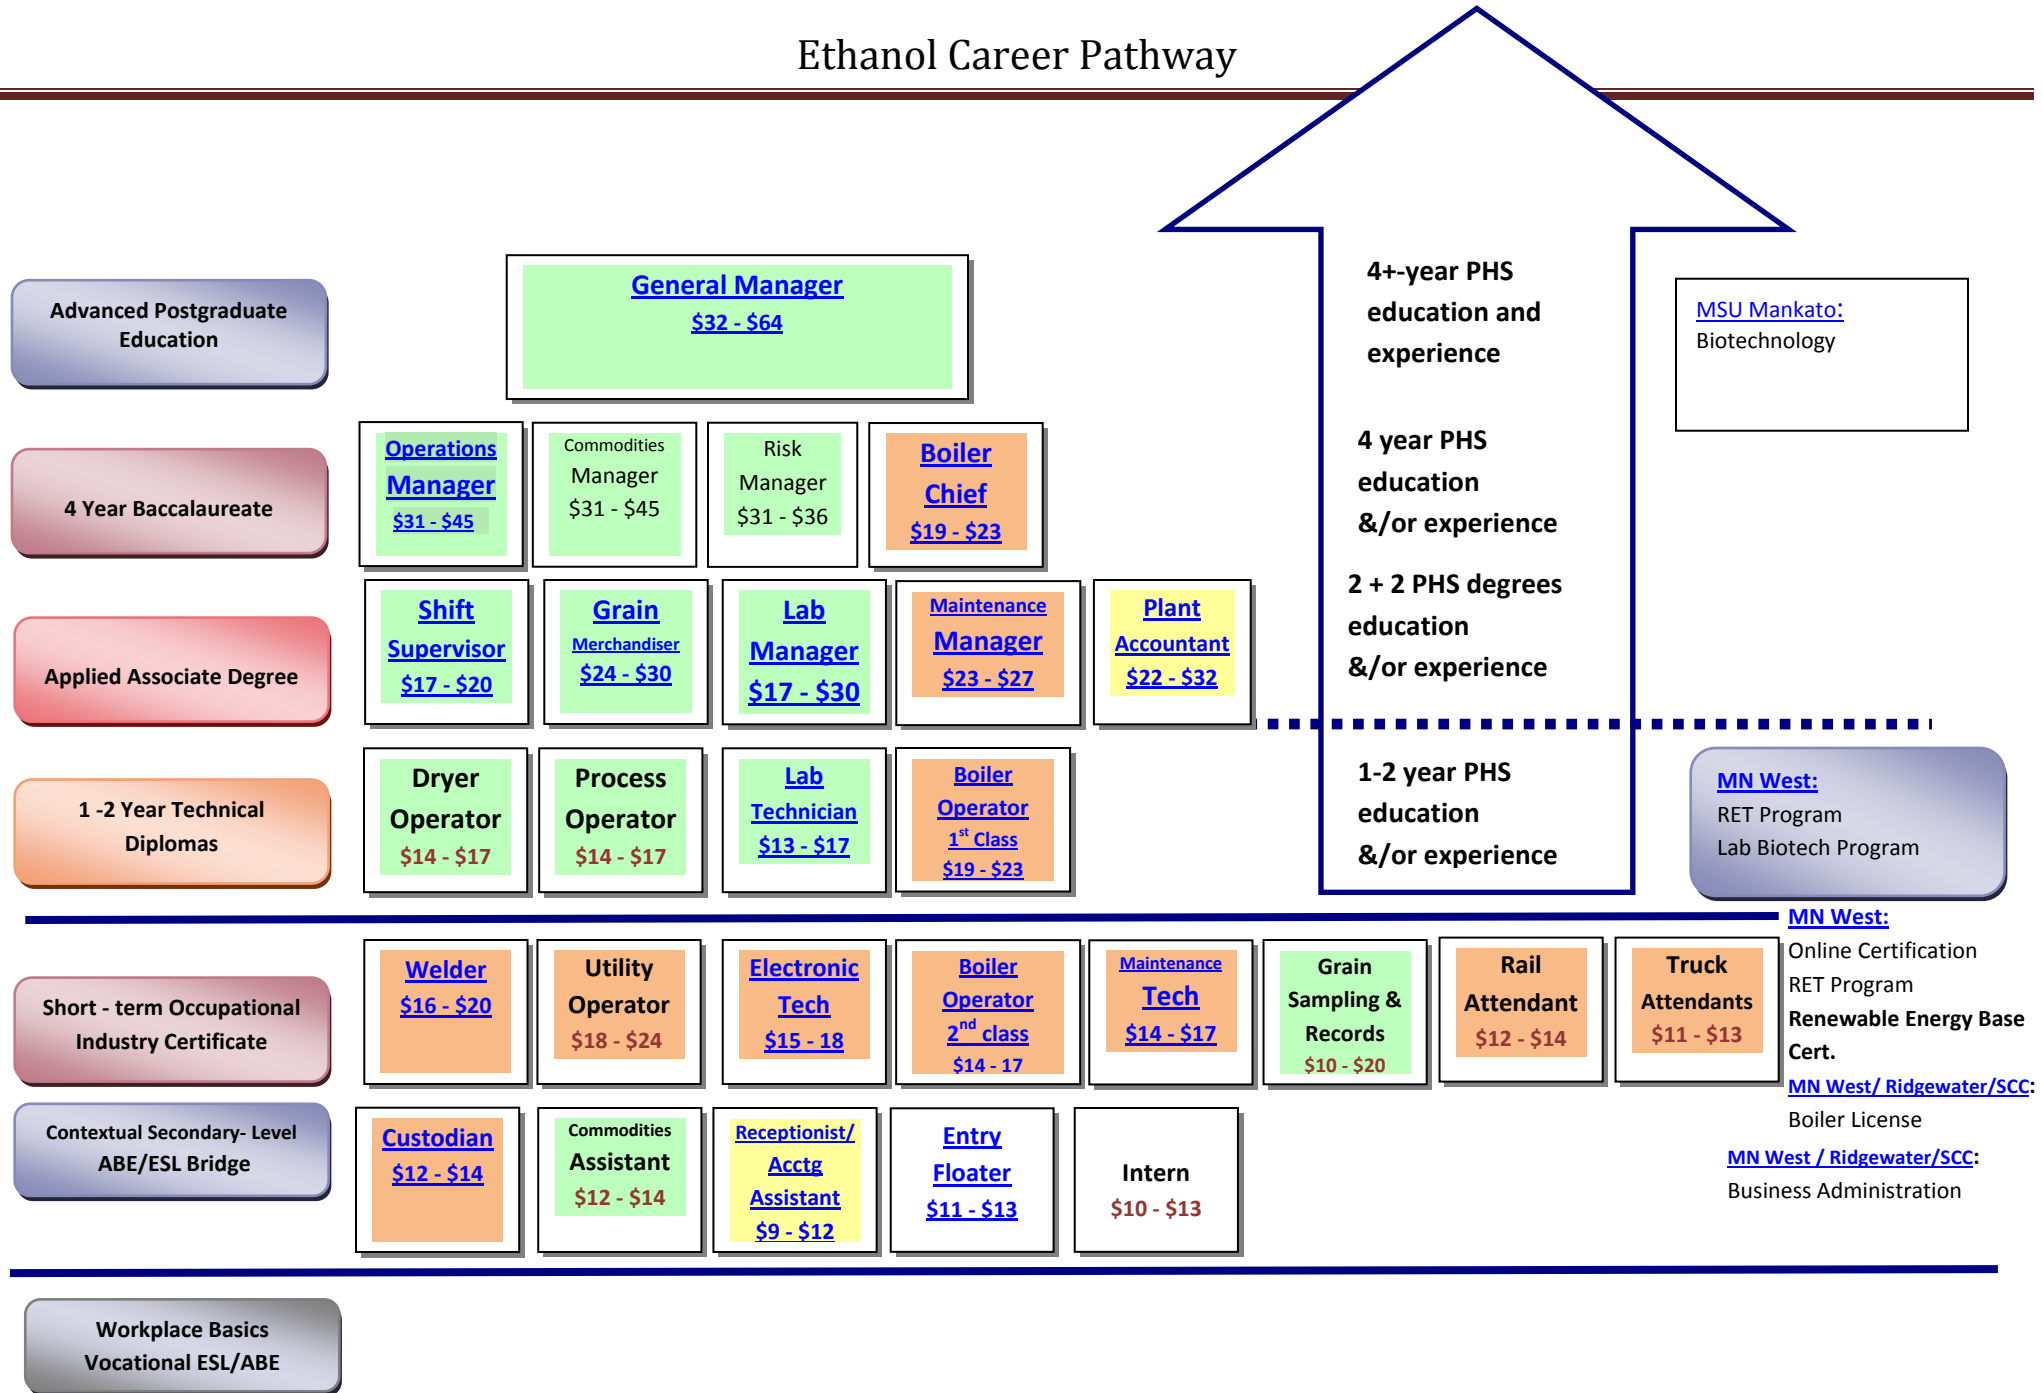 Ethanol Career Pathway
Advanced Postgraduate
Education
General Manager
$32 - $64
4+-year PHS
education and
experience
MSU Mankato:
Biotechnology
4 Year Baccalaureate
Operations
Manager
$31 - $45
Commodities
Manager
$31 - $45
Risk
Manager
$31 - $36
Boiler
Chief
$19 - $23
4 year PHS
education
&/or experience
Applied Associate Degree
Shift
Supervisor
$17 - $20
Grain
Merchandiser
$24 - $30
Lab
Manager
$17 - $30
Maintenance
Manager
$23 - $27
Plant
Accountant
$22 - $32
2 + 2 PHS degrees
education
&/or experience
1 -2 Year Technical
Diplomas
Dryer
Operator
$14 - $17
Process
Operator
$14 - $17
Lab
Technician
$13 - $17
Boiler
Operator
1st Class
$19 - $23
1-2 year PHS
education
&/or experience
MN West:
RET Program
Lab Biotech Program
Short - term Occupational
Industry Certificate
Welder
$16 - $20
Utility
Operator
$18 - $24
Electronic
Tech
$15 - 18
Boiler
Operator
2nd class
$14 - 17
Maintenance
Tech
$14 - $17
Grain
Sampling &
Records
$10 - $20
Rail
Attendant
$12 - $14
Truck
Attendants
$11 - $13
MN West:
Online Certification
RET Program
Renewable Energy Base
Cert.
MN West/ Ridgewater/SCC:
Boiler License
MN West / Ridgewater/SCC:
Business Administration
Contextual Secondary- Level
ABE/ESL Bridge
Custodian
$12 - $14
Commodities
Assistant
$12 - $14
Receptionist/
Acctg
Assistant
$9 - $12
Entry
Floater
$11 - $13
Intern
$10 - $13
Workplace Basics
Vocational ESL/ABE